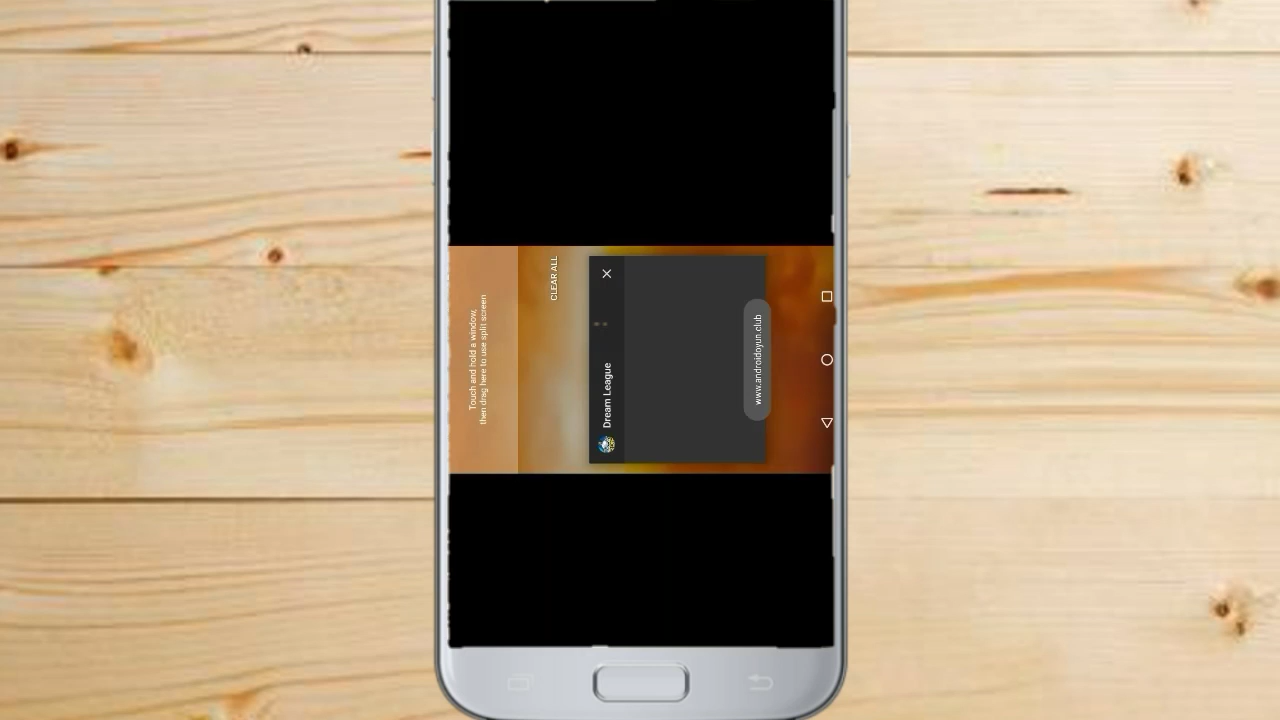 Touch and hold a window,
then drag here to use split screen
CLEAR ALL
Dream League
www.androidoyun.club